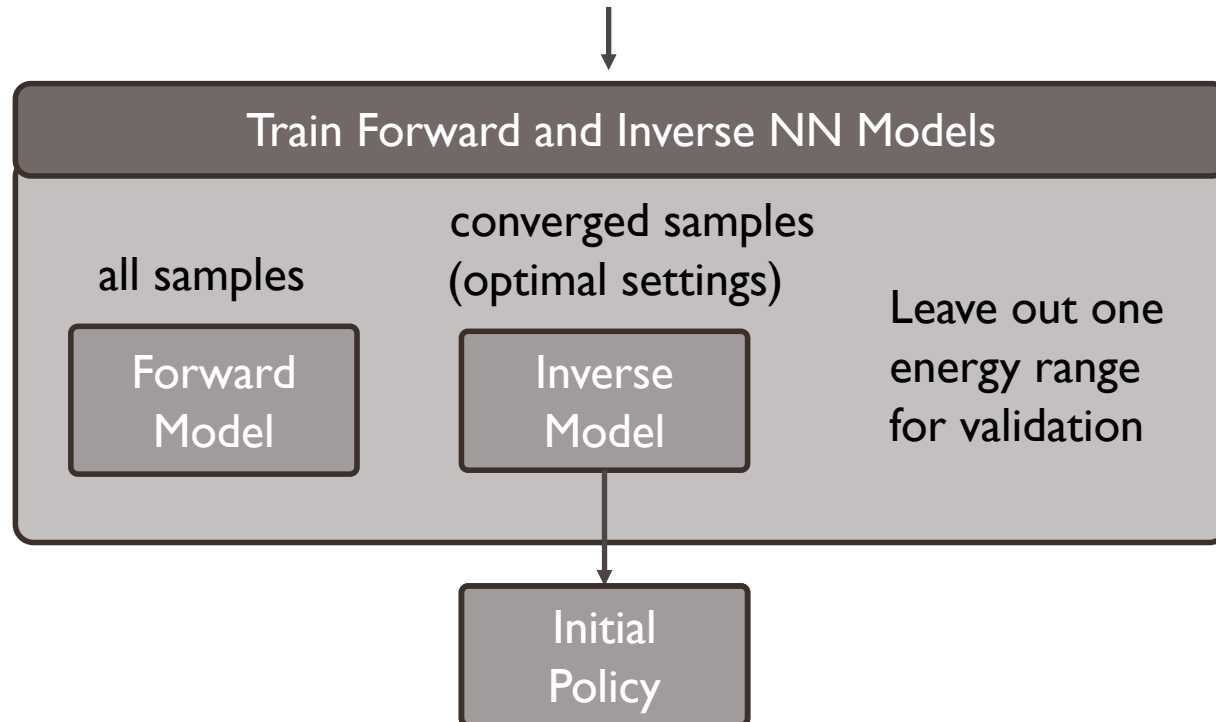 Train Forward and Inverse NN Models
all samples
Forward
Model
converged samples
(optimal settings)
Inverse
Model
Leave out one
energy range
for validation
Initial
Policy